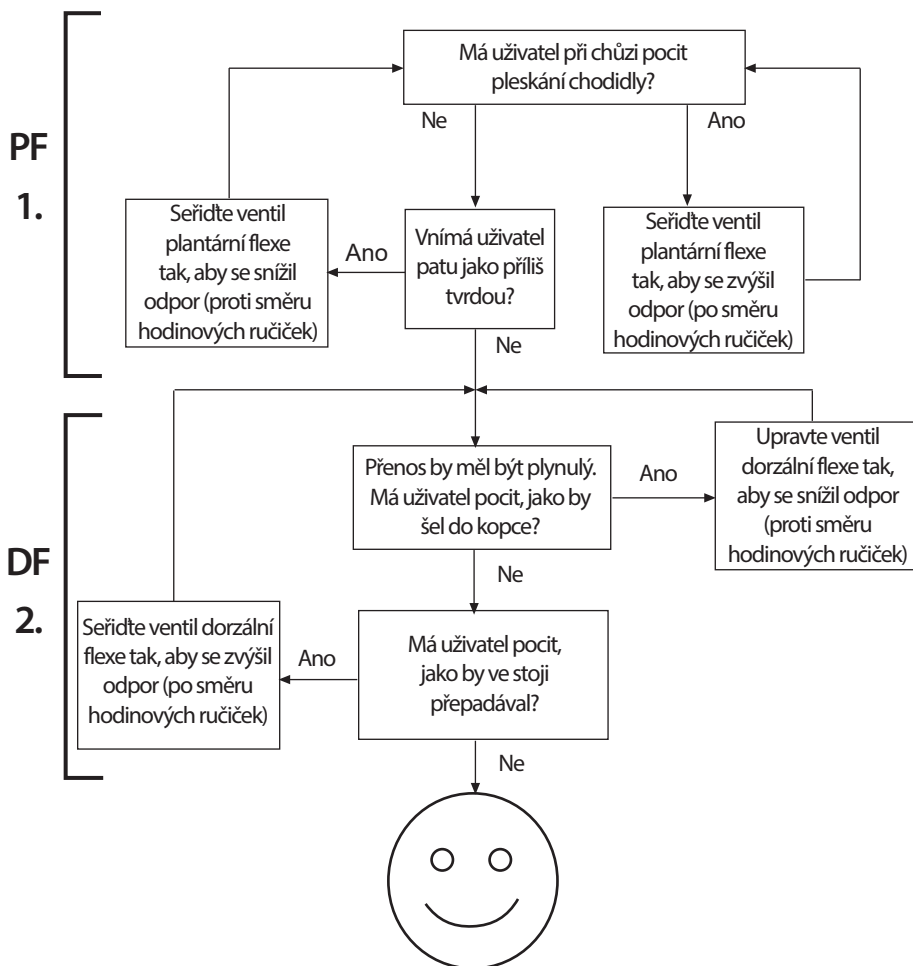 Má uživatel při chůzi pocit
pleskání chodidly?
Ne
Ano
PF
1.
Seřiďte ventil
plantární flexe
tak, aby se snížil
odpor (proti směru
hodinových ručiček)
Ano
Vnímá uživatel
patu jako příliš
tvrdou?
Seřiďte ventil
plantární flexe
tak, aby se zvýšil
odpor (po směru
hodinových ručiček)
Ne
Přenos by měl být plynulý.
Má uživatel pocit, jako by
šel do kopce?
Ano
Upravte ventil
dorzální flexe tak,
aby se snížil odpor
(proti směru
hodinových ručiček)
DF
2.
Ne
Seřiďte ventil dorzální
flexe tak, aby se zvýšil
odpor (po směru
hodinových ručiček)
Ano
Má uživatel pocit,
jako by ve stoji
přepadával?
Ne